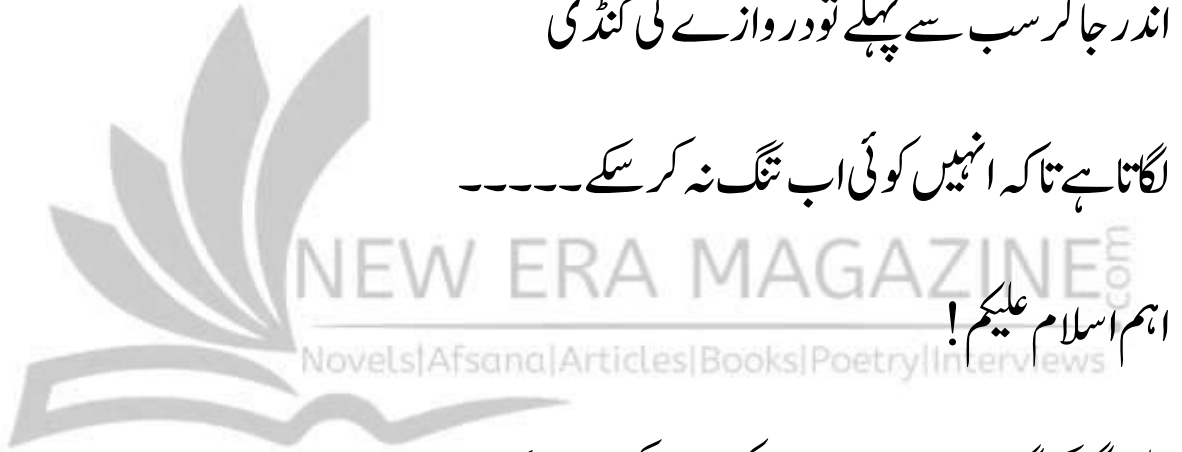 اندر جا کر سب سے پہلے تو دروازے کی کنڈی
لگاتا ہے تاکہ انہیں کوئی اب تنگ نہ کر سکے۔۔۔۔۔
NEW ERA MAGAZINE.com
اہم اسلام علیکم!
Novels|Afsana|Articles|Books|Poetry|Interviews